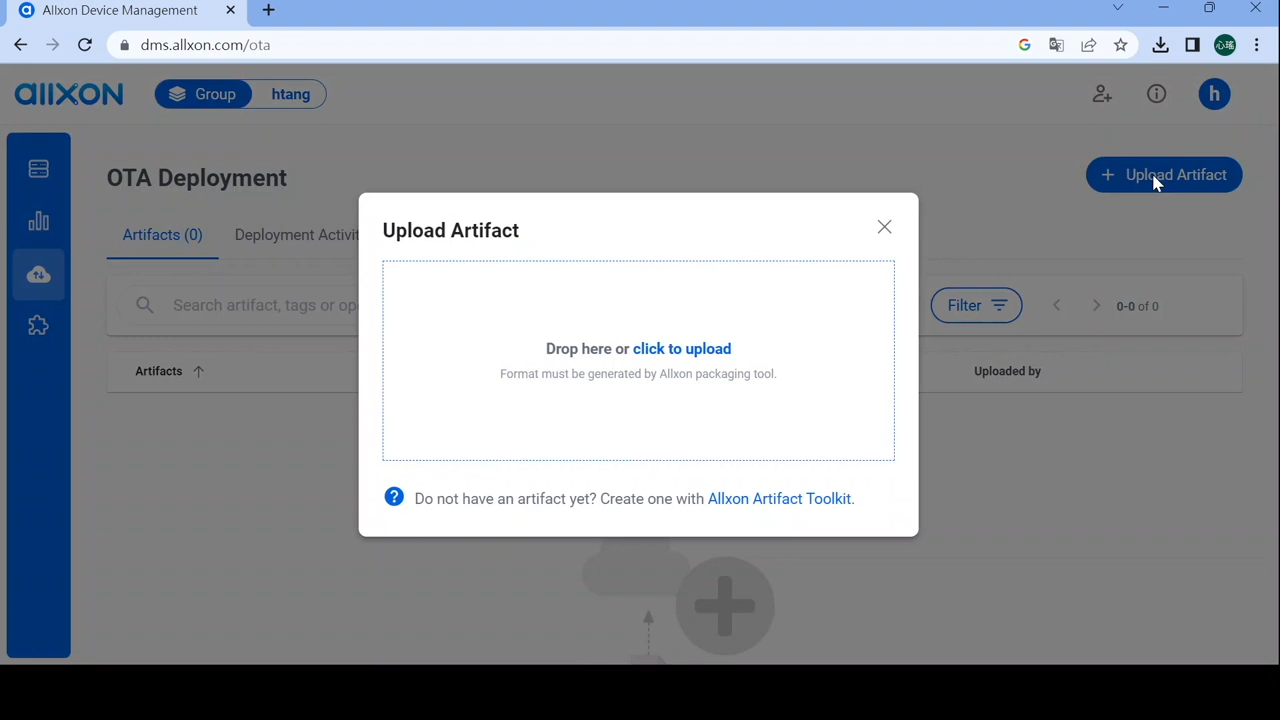 Allxon Device Management
dms.allxon.com/ota
心瑤
allxon
Group
htang
h
OTA Deployment
+ Upload Artifact
Artifacts (0)
Deployment Activit
Search artifact, tags or ope
Filter
0-0 of 0
Artifacts
Uploaded by
Upload Artifact
Drop here or click to upload
Format must be generated by Allxon packaging tool.
? Do not have an artifact yet? Create one with Allxon Artifact Toolkit.